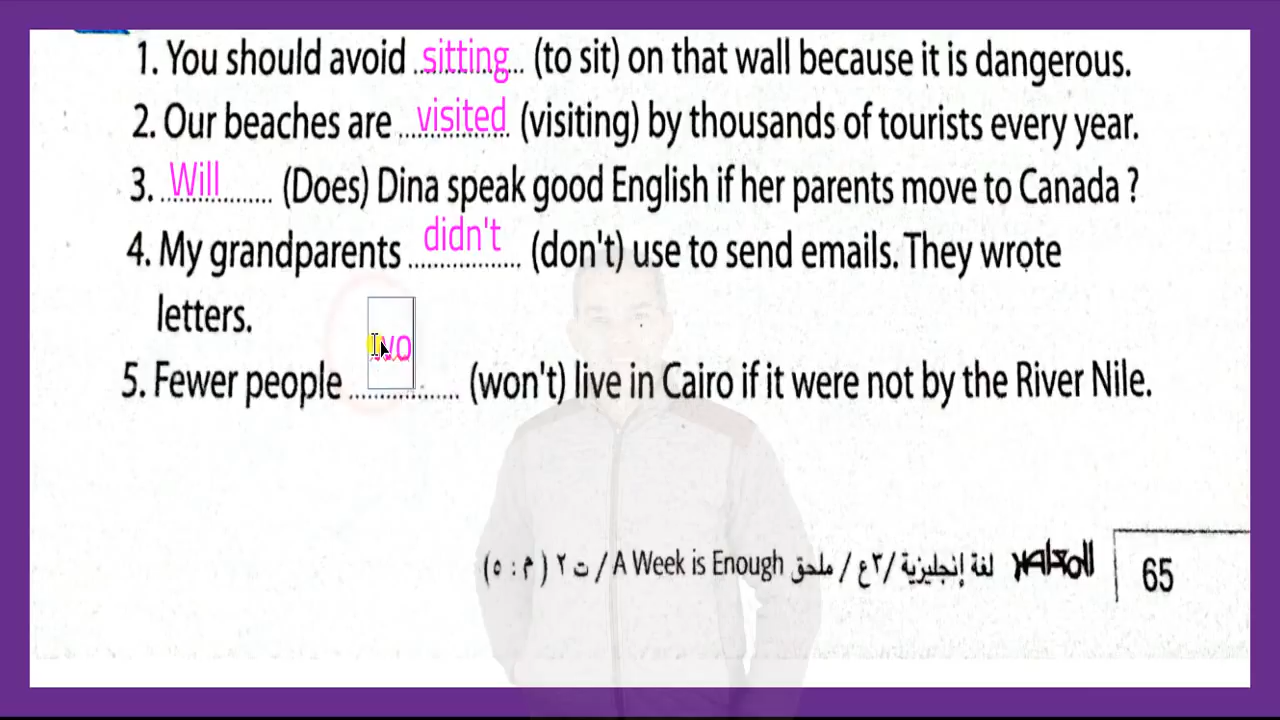 1. You should avoid sitting (to sit) on that wall because it is dangerous.
2. Our beaches are visited (visiting) by thousands of tourists every year.
3. Will (Does) Dina speak good English if her parents move to Canada ?
4. My grandparents didn't (don't) use to send emails. They wrote
letters.
5. Fewer people wo (won't) live in Cairo if it were not by the River Nile.
المعاصر لغة إنجليزية / ٣ ع / ملحق A Week is Enough / ت ٢ ( م : ٥ ) 65